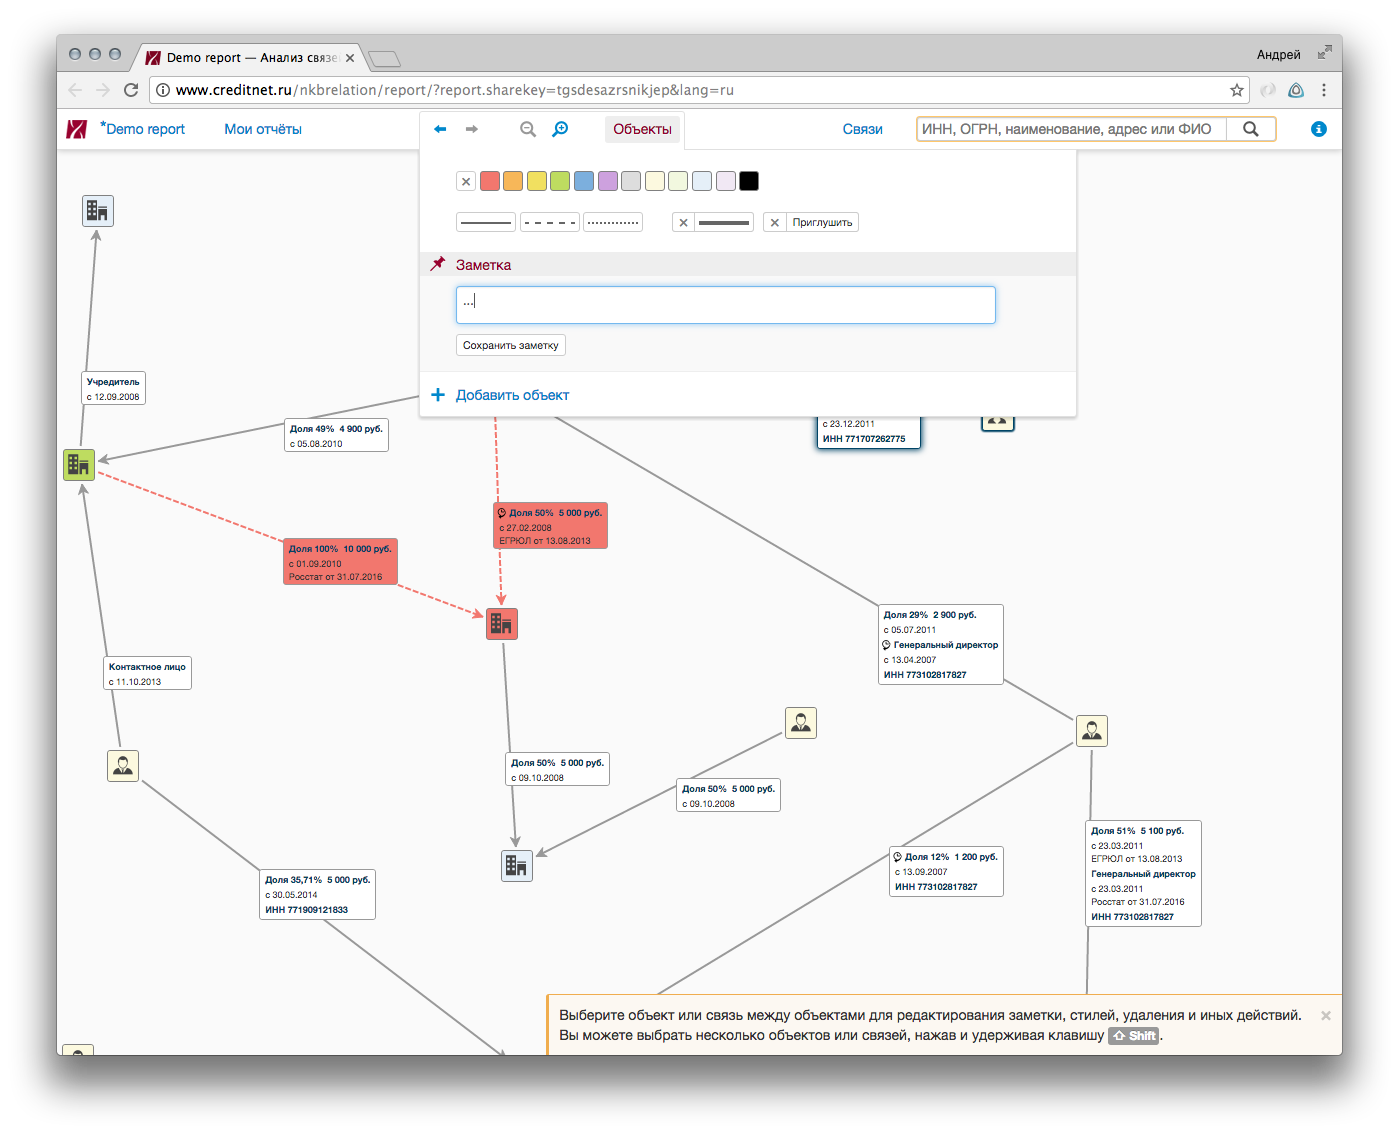 Demo report — Анализ связе
Андрей
www.creditnet.ru/nkbrelation/report/?report.sharekey=tgsdesazrsnikjep&lang=ru
*Demo report
Мои отчёты
Объекты
Связи
ИНН, ОГРН, наименование, адрес или ФИО
Приглушить
Заметка
...
Сохранить заметку
Добавить объект
Учредитель
с 12.09.2008
Доля 49% 4 900 руб.
с 05.08.2010
с 23.12.2011
ИНН 771707262775
Доля 50% 5 000 руб.
с 27.02.2008
ЕГРЮЛ от 13.08.2013
Доля 100% 10 000 руб.
с 01.09.2010
Росстат от 31.07.2016
Доля 29% 2 900 руб.
с 05.07.2011
Генеральный директор
с 13.04.2007
ИНН 773102817827
Контактное лицо
с 11.10.2013
Доля 50% 5 000 руб.
с 09.10.2008
Доля 50% 5 000 руб.
с 09.10.2008
Доля 51% 5 100 руб.
с 23.03.2011
ЕГРЮЛ от 13.08.2013
Генеральный директор
с 23.03.2011
Росстат от 31.07.2016
ИНН 773102817827
Доля 12% 1 200 руб.
с 13.09.2007
ИНН 773102817827
Доля 35,71% 5 000 руб.
с 30.05.2014
ИНН 771909121833
Выберите объект или связь между объектами для редактирования заметки, стилей, удаления и иных действий.
Вы можете выбрать несколько объектов или связей, нажав и удерживая клавишу Shift.